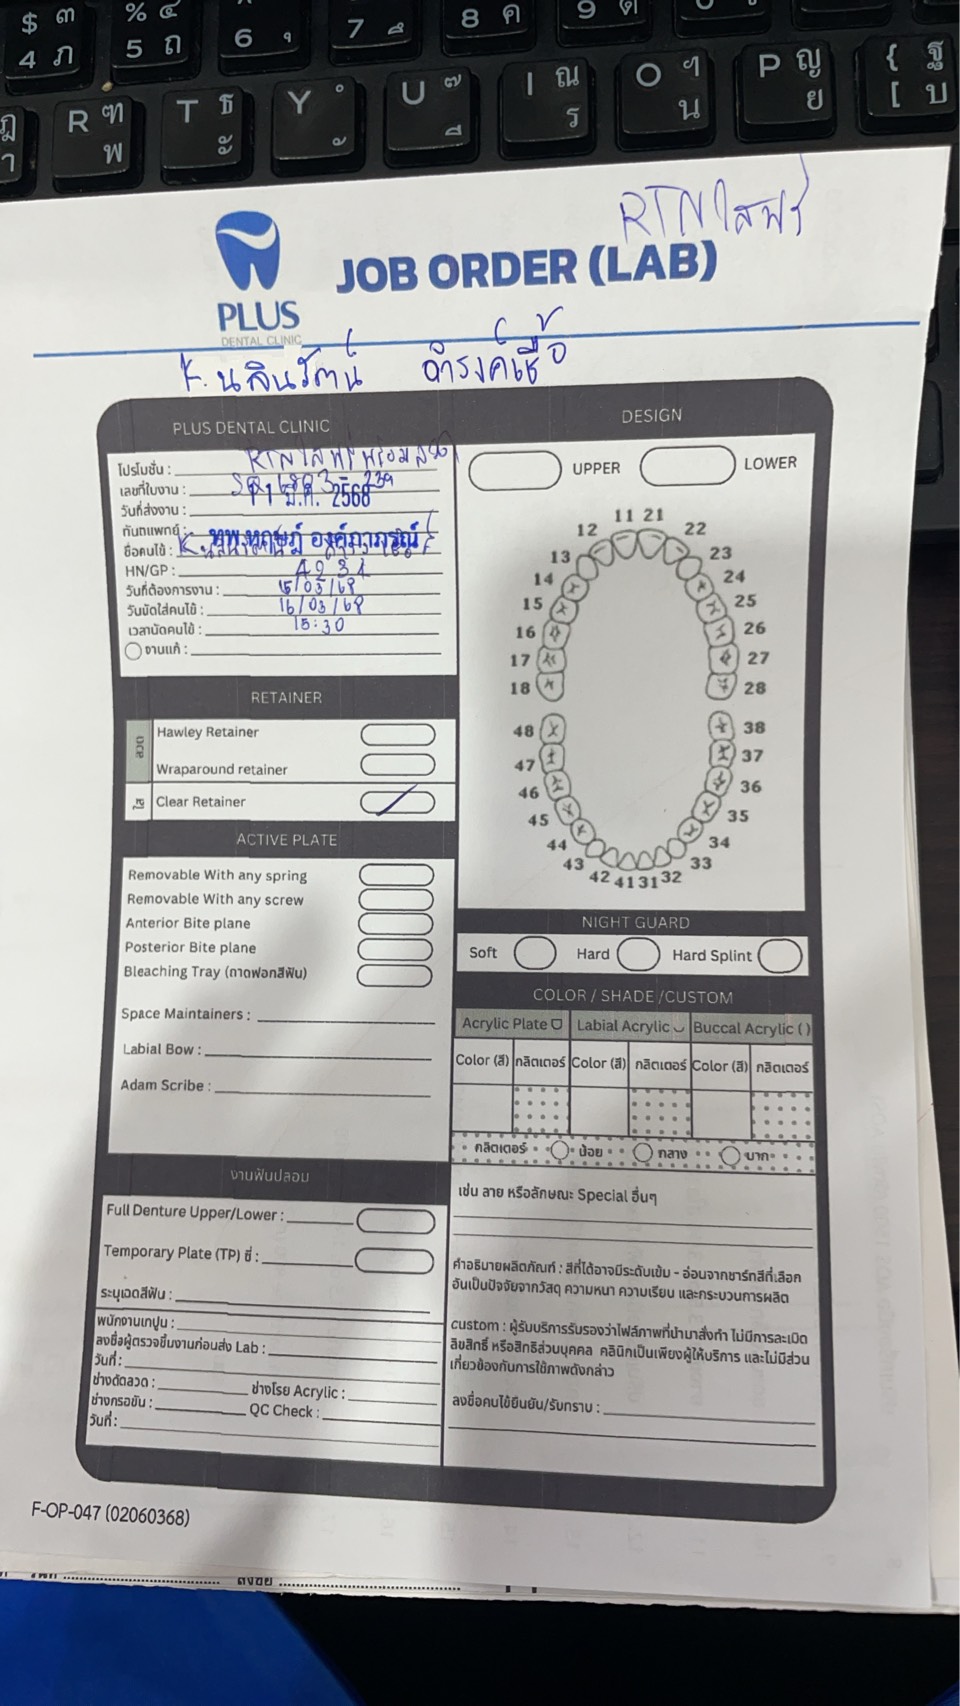 $ ๓
4 ภ
% ๔
5 ถ
6 ุ
7 ึ
8 ค
9 ต
R ฑ
พ
T ธ
ะ
Y ํ
ั
U ๗
ี
I ณ
ร
O ฯ
น
P ญ
ย
{ ฐ
[ บ
RTN ใสฟรี
PLUS
DENTAL CLINIC
JOB ORDER (LAB)
K. นลินรัตน์ ดำรงค์เชื้อ
PLUS DENTAL CLINIC
โปรโมชั่น : RTN ใสฟรี
เลขที่ใบงาน :
วันที่ส่งงาน : 11 มี.ค. 2568
ทันตแพทย์ :
ชื่อคนไข้ :
HN/GP :
วันที่ต้องการงาน : 15/03/68
วันนัดใส่คนไข้ : 16/03/68
เวลานัดคนไข้ : 15:30
งานแก้ :
RETAINER
ลวด
Hawley Retainer
Wraparound retainer
ใส
Clear Retainer
ACTIVE PLATE
Removable With any spring
Removable With any screw
Anterior Bite plane
Posterior Bite plane
Bleaching Tray (ถาดฟอกสีฟัน)
Space Maintainers :
Labial Bow :
Adam Scribe :
งานฟันปลอม
Full Denture Upper/Lower :
Temporary Plate (TP) ซี่ :
ระบุเฉดสีฟัน :
พนักงานเทปูน :
ลงชื่อผู้ตรวจชิ้นงานก่อนส่ง Lab :
วันที่ :
ช่างดัดลวด : ช่างโรย Acrylic :
ช่างกรอขัน : QC Check :
วันที่ :
DESIGN
UPPER LOWER
11 21
12 22
13 23
14 24
15 25
16 26
17 27
18 28
48 38
47 37
46 36
45 35
44 34
43 33
42 41 31 32
NIGHT GUARD
Soft Hard Hard Splint
COLOR / SHADE /CUSTOM
Acrylic Plate Labial Acrylic Buccal Acrylic ( )
Color (สี) กลิตเตอร์ Color (สี) กลิตเตอร์ Color (สี) กลิตเตอร์
กลิตเตอร์ น้อย กลาง มาก
เช่น ลาย หรือลักษณะ Special อื่นๆ
คำอธิบายผลิตภัณฑ์ : สีที่ได้อาจมีระดับเข้ม - อ่อนจากชาร์ทสีที่เลือก
อันเป็นปัจจัยจากวัสดุ ความหนา ความเรียบ และกระบวนการผลิต
custom : ผู้รับบริการรับรองว่าไฟล์ภาพที่นำมาสั่งทำ ไม่มีการละเมิด
ลิขสิทธิ์ หรือสิทธิส่วนบุคคล คลินิกเป็นเพียงผู้ให้บริการ และไม่มีส่วน
เกี่ยวข้องกับการใช้ภาพดังกล่าว
ลงชื่อคนไข้ยืนยัน/รับทราบ :
F-OP-047 (02060368)